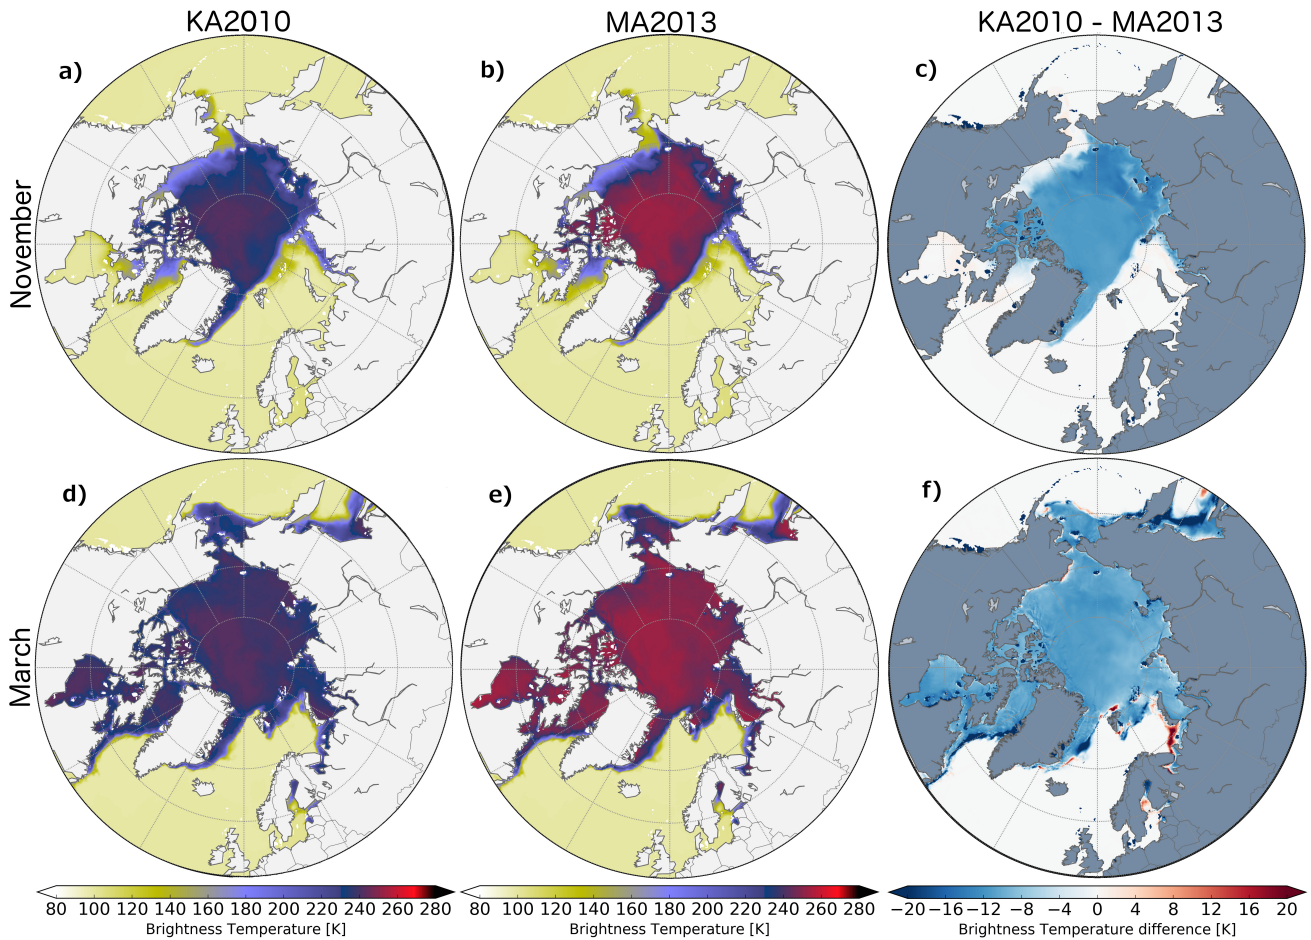 KA2010
MA2013
KA2010 - MA2013
a)
b)
c)
November
d)
e)
f)
March
80 100 120 140 160 180 200 220 240 260 280
80 100 120 140 160 180 200 220 240 260 280
−20 −16 −12 −8 −4 0 4 8 12 16 20
Brightness Temperature [K]
Brightness Temperature [K]
Brightness Temperature difference [K]